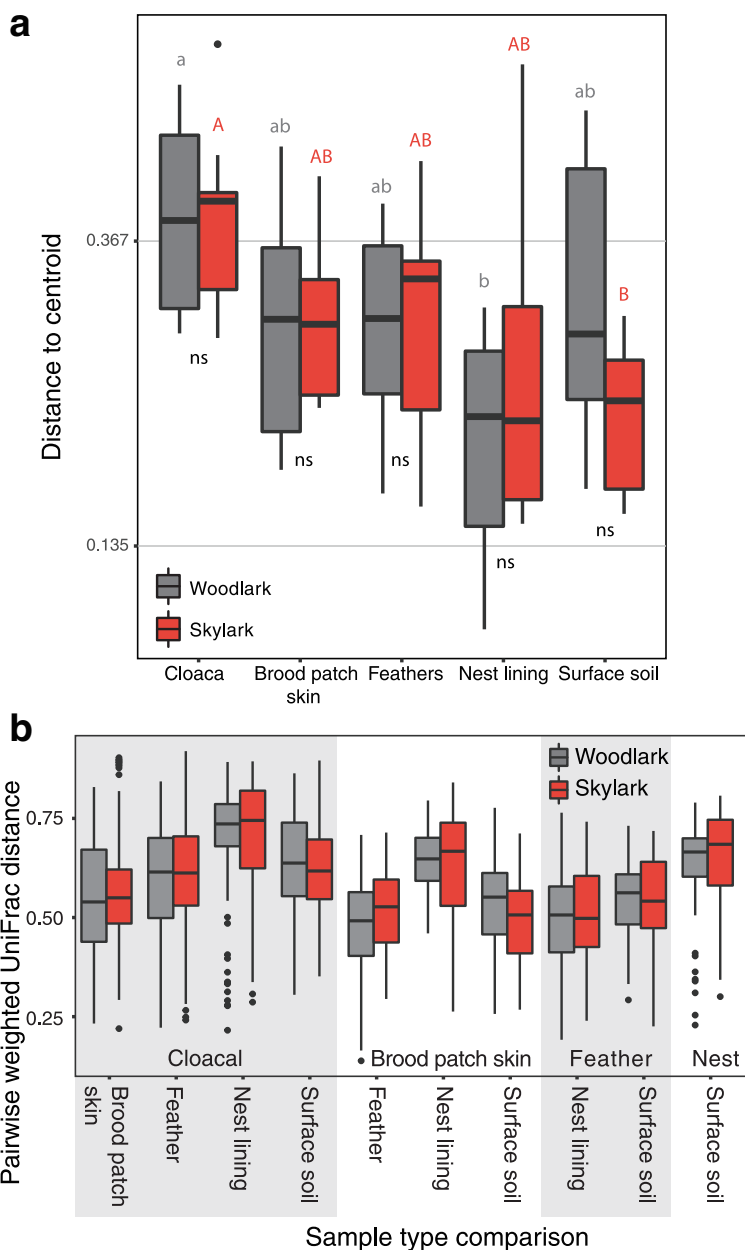 a
a
A
ab
AB
ab
AB
b
AB
ab
B
0.367
0.135
Distance to centroid
ns
ns
ns
ns
ns
Woodlark
Skylark
Cloaca
Brood patch
skin
Feathers
Nest lining
Surface soil
b
Pairwise weighted UniFrac distance
0.75
0.50
0.25
Woodlark
Skylark
Cloacal
Brood patch skin
Feather
Nest
Brood patch
skin
Feather
Nest lining
Surface soil
Feather
Nest lining
Surface soil
Nest lining
Surface soil
Surface soil
Sample type comparison